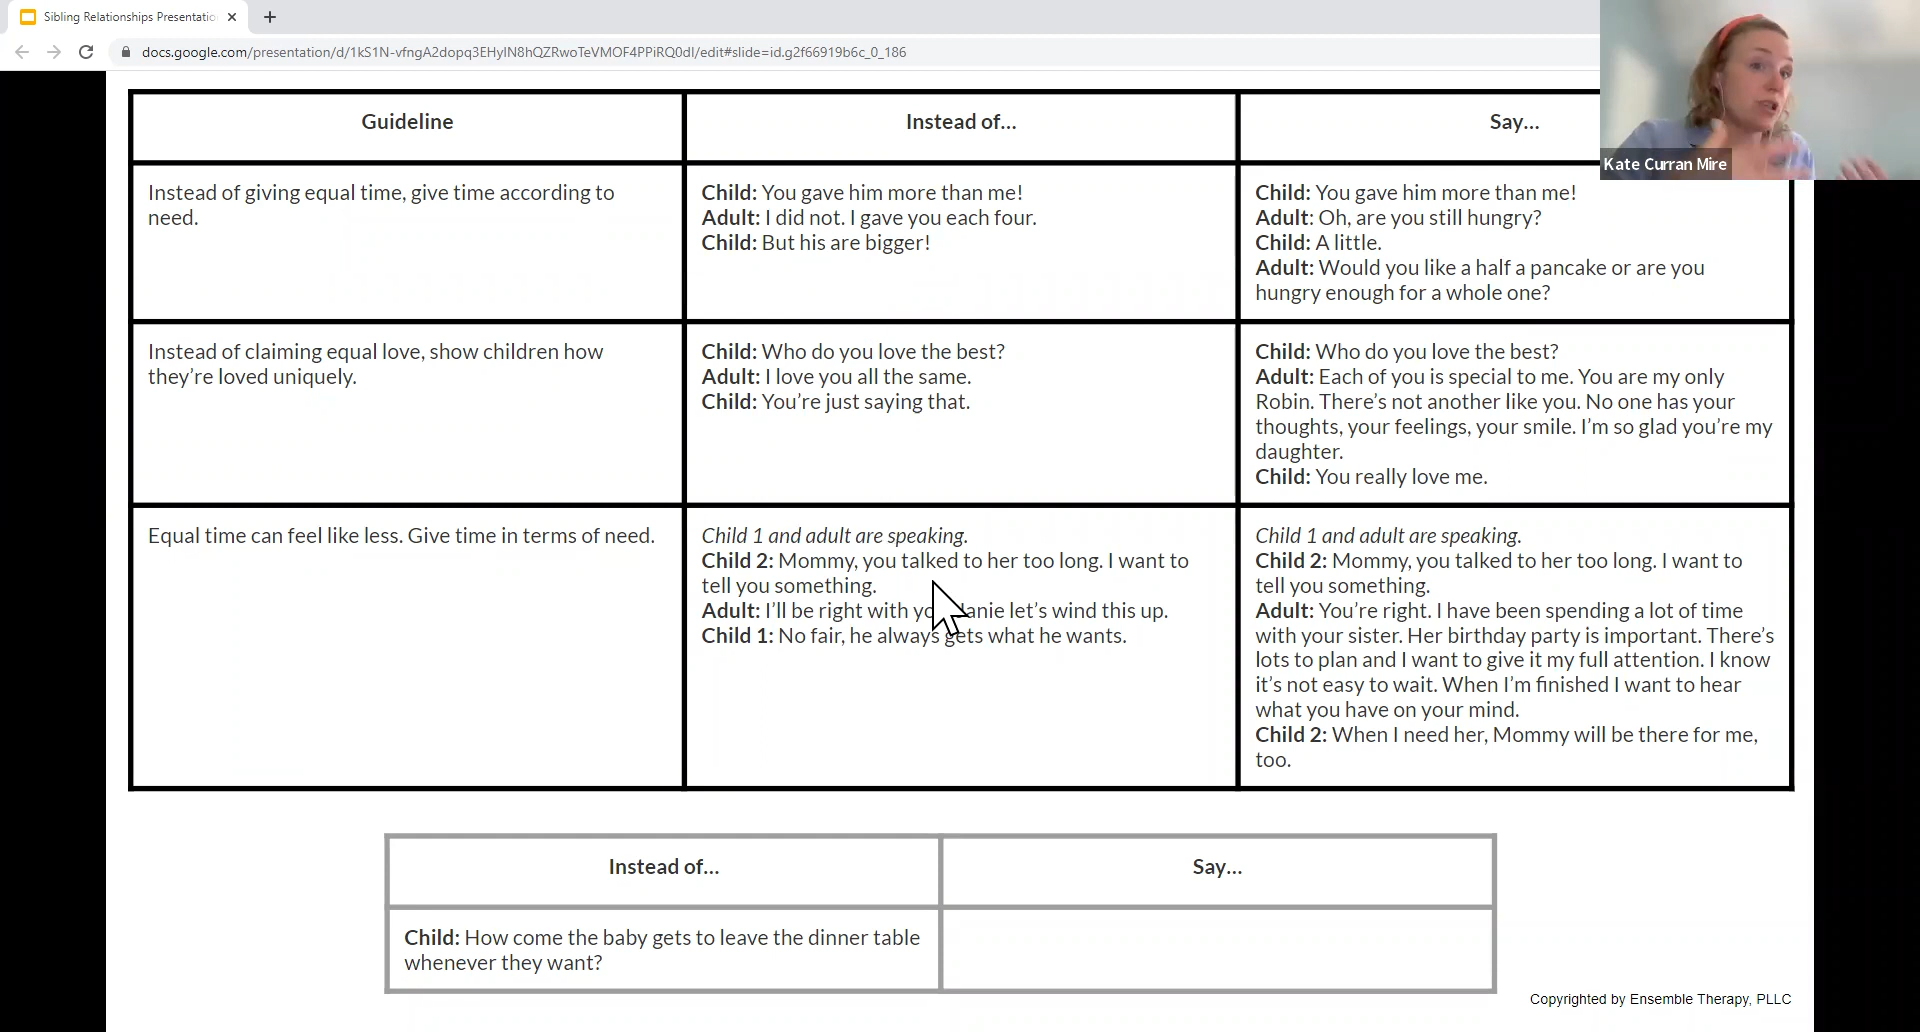 Sibling Relationships Presentatio
docs.google.com/presentation/d/1kS1N-vfngA2dopq3EHyIN8hQZRwoTeVMOF4PPiRQ0dI/edit#slide=id.g2f66919b6c_0_186
Kate Curran Mire
Guideline
Instead of...
Say...
Instead of giving equal time, give time according to
need.
Child: You gave him more than me!
Adult: I did not. I gave you each four.
Child: But his are bigger!
Child: You gave him more than me!
Adult: Oh, are you still hungry?
Child: A little.
Adult: Would you like a half a pancake or are you
hungry enough for a whole one?
Instead of claiming equal love, show children how
they're loved uniquely.
Child: Who do you love the best?
Adult: I love you all the same.
Child: You're just saying that.
Child: Who do you love the best?
Adult: Each of you is special to me. You are my only
Robin. There's not another like you. No one has your
thoughts, your feelings, your smile. I'm so glad you're my
daughter.
Child: You really love me.
Equal time can feel like less. Give time in terms of need.
Child 1 and adult are speaking.
Child 2: Mommy, you talked to her too long. I want to
tell you something.
Adult: I'll be right with let's wind this up.
Child 1: No fair, he always gets what he wants.
Child 1 and adult are speaking.
Child 2: Mommy, you talked to her too long. I want to
tell you something.
Adult: You're right. I have been spending a lot of time
with your sister. Her birthday party is important. There's
lots to plan and I want to give it my full attention. I know
it's not easy to wait. When I'm finished I want to hear
what you have on your mind.
Child 2: When I need her, Mommy will be there for me,
too.
Instead of...
Say...
Child: How come the baby gets to leave the dinner table
whenever they want?
Copyrighted by Ensemble Therapy, PLLC